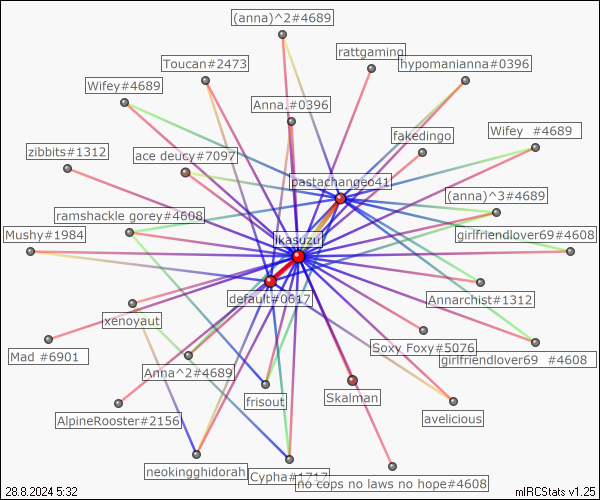 (anna)^2#4689
rattgaming
Toucan#2473
hypomanianna#0396
Wifey#4689
Anna.#0396
fakedingo
Wifey #4689
zibbits#1312
ace deucy#7097
pastachangeo41
(anna)^3#4689
ramshackle gorey#4608
Mushy#1984
ikasuzu
girlfriendlover69#4608
default#0617
Annarchist#1312
xenoyaut
Mad #6901
Soxy Foxy#5076
girlfriendlover69 #4608
Anna^2#4689
frisout
Skalman
AlpineRooster#2156
avelicious
neokingghidorah
Cypha#1717
no cops no laws no hope#4608
28.8.2024 5:32
mIRCStats v1.25